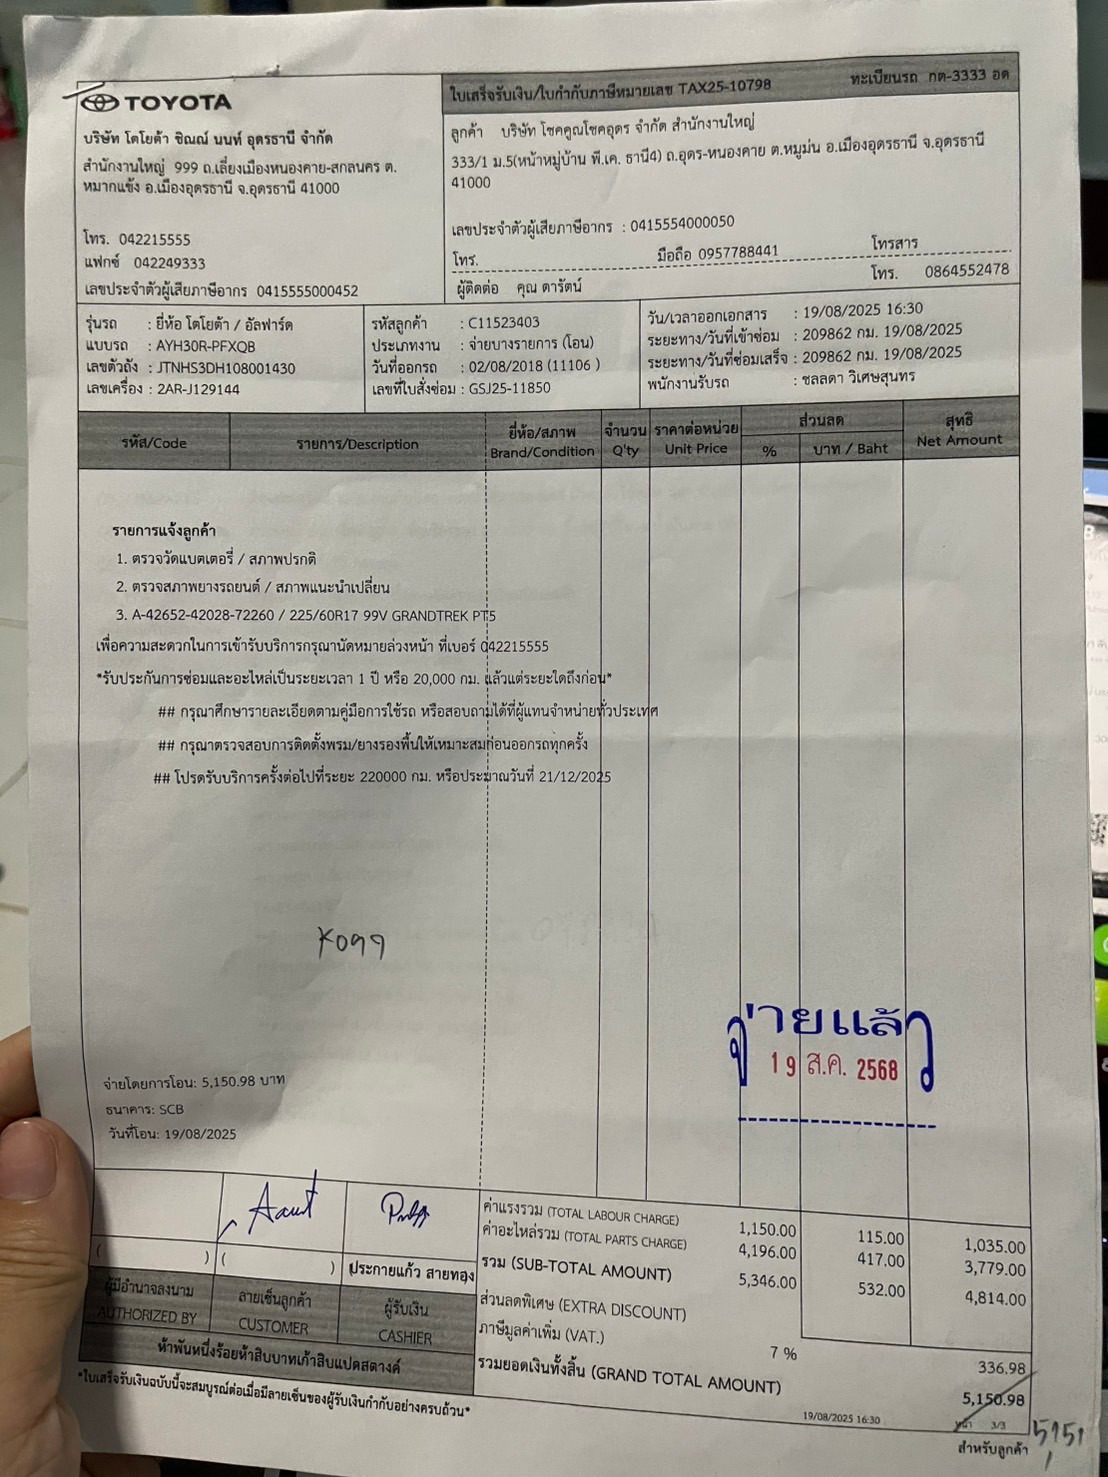 TOYOTA
บริษัท โตโยต้า ชิณณ์ นนท์ อุดรธานี จำกัด
สำนักงานใหญ่ 999 ถ.เลี่ยงเมืองหนองคาย-สกลนคร ต.
หมากแข้ง อ.เมืองอุดรธานี จ.อุดรธานี 41000
โทร. 042215555
แฟกซ์ 042249333
เลขประจำตัวผู้เสียภาษีอากร 0415555000452
ใบเสร็จรับเงิน/ใบกำกับภาษีหมายเลข TAX25-10798 ทะเบียนรถ กต-3333 อด
ลูกค้า บริษัท โชคคูณโชคอุดร จำกัด สำนักงานใหญ่
333/1 ม.5(หน้าหมู่บ้าน พี.เค. ธานี4) ถ.อุดร-หนองคาย ต.หมูม่น อ.เมืองอุดรธานี จ.อุดรธานี
41000
เลขประจำตัวผู้เสียภาษีอากร : 0415554000050
โทร. มือถือ 0957788441 โทรสาร
ผู้ติดต่อ คุณ ดารัตน์ โทร. 0864552478
รุ่นรถ : ยี่ห้อ โตโยต้า / อัลฟาร์ด
แบบรถ : AYH30R-PFXQB
เลขตัวถัง : JTNHS3DH108001430
เลขเครื่อง : 2AR-J129144
รหัสลูกค้า : C11523403
ประเภทงาน : จ่ายบางรายการ (โอน)
วันที่ออกรถ : 02/08/2018 (11106 )
เลขที่ใบสั่งซ่อม : GSJ25-11850
วัน/เวลาออกเอกสาร : 19/08/2025 16:30
ระยะทาง/วันที่เข้าซ่อม : 209862 กม. 19/08/2025
ระยะทาง/วันที่ซ่อมเสร็จ : 209862 กม. 19/08/2025
พนักงานรับรถ : ชลลดา วิเศษสุนทร
รหัส/Code รายการ/Description ยี่ห้อ/สภาพ Brand/Condition จำนวน Q'ty ราคาต่อหน่วย Unit Price ส่วนลด % บาท / Baht สุทธิ Net Amount
รายการแจ้งลูกค้า
1. ตรวจวัดแบตเตอรี่ / สภาพปรกติ
2. ตรวจสภาพยางรถยนต์ / สภาพแนะนำเปลี่ยน
3. A-42652-42028-72260 / 225/60R17 99V GRANDTREK PT5
เพื่อความสะดวกในการเข้ารับบริการกรุณานัดหมายล่วงหน้า ที่เบอร์ 042215555
*รับประกันการซ่อมและอะไหล่เป็นระยะเวลา 1 ปี หรือ 20,000 กม. แล้วแต่ระยะใดถึงก่อน*
## กรุณาศึกษารายละเอียดตามคู่มือการใช้รถ หรือสอบถามได้ที่ผู้แทนจำหน่ายทั่วประเทศ
## กรุณาตรวจสอบการติดตั้งพรม/ยางรองพื้นให้เหมาะสมก่อนออกรถทุกครั้ง
## โปรดรับบริการครั้งต่อไปที่ระยะ 220000 กม. หรือประมาณวันที่ 21/12/2025
จ่ายแล้ว
19 ส.ค. 2568
จ่ายโดยการโอน: 5,150.98 บาท
ธนาคาร: SCB
วันที่โอน: 19/08/2025
( ) ( ) ประกายแก้ว สายทอง
ผู้มีอำนาจลงนาม ลายเซ็นลูกค้า ผู้รับเงิน
AUTHORIZED BY CUSTOMER CASHIER
ห้าพันหนึ่งร้อยห้าสิบบาทเก้าสิบแปดสตางค์
*ใบเสร็จรับเงินฉบับนี้จะสมบูรณ์ต่อเมื่อมีลายเซ็นของผู้รับเงินกำกับอย่างครบถ้วน*
ค่าแรงรวม (TOTAL LABOUR CHARGE) 1,150.00 115.00 1,035.00
ค่าอะไหล่รวม (TOTAL PARTS CHARGE) 4,196.00 417.00 3,779.00
รวม (SUB-TOTAL AMOUNT) 5,346.00 532.00 4,814.00
ส่วนลดพิเศษ (EXTRA DISCOUNT)
ภาษีมูลค่าเพิ่ม (VAT.) 7 % 336.98
รวมยอดเงินทั้งสิ้น (GRAND TOTAL AMOUNT) 5,150.98
19/08/2025 16:30 หน้า 3/3
สำหรับลูกค้า
5,151